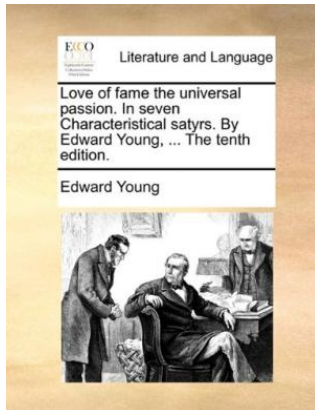 ECCO
Literature and Language
Love of fame the universal
passion. In seven
Characteristical satyrs. By
Edward Young, ... The tenth
edition.
Edward Young